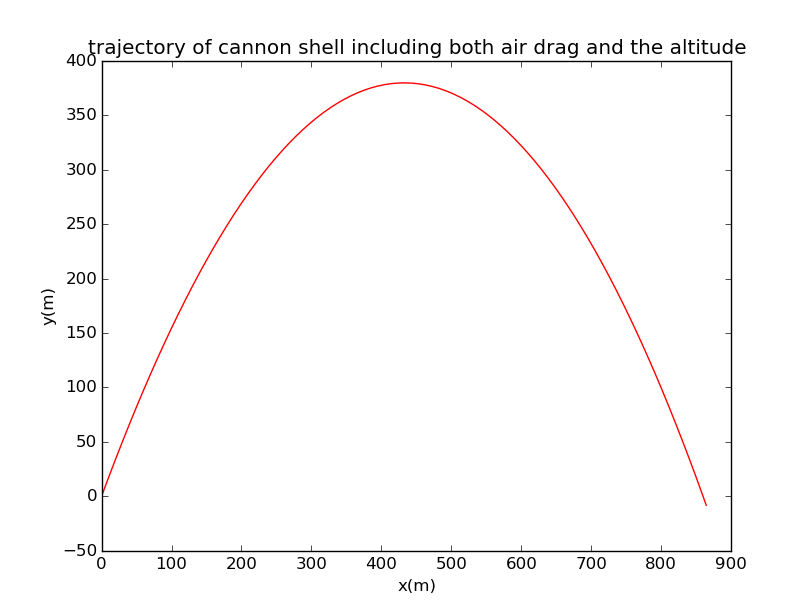 trajectory of cannon shell including both air drag and the altitude
400
350
300
250
200
150
100
50
0
−50
y(m)
0 100 200 300 400 500 600 700 800 900
x(m)